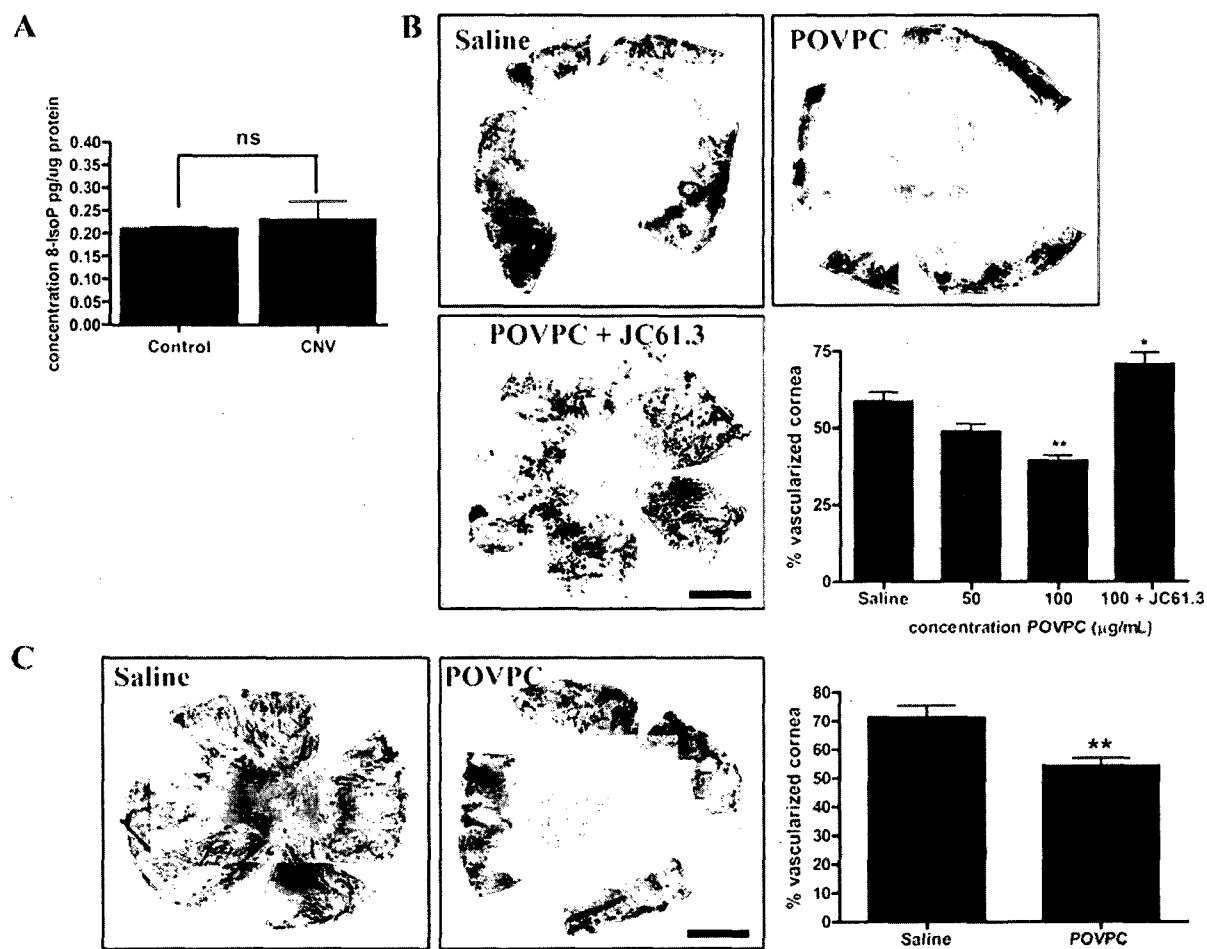 A
concentration 8-IsoP pg/ug protein
ns
0.40
0.35
0.30
0.25
0.20
0.15
0.10
0.05
0.00
Control
CNV
B
Saline
POVPC
POVPC + JC61.3
% vascularized cornea
75
50
25
0
*
**
Saline
50
100
100 + JC61.3
concentration POVPC (µg/mL)
C
Saline
POVPC
% vascularized cornea
80
70
60
50
40
30
20
10
0
**
Saline
POVPC